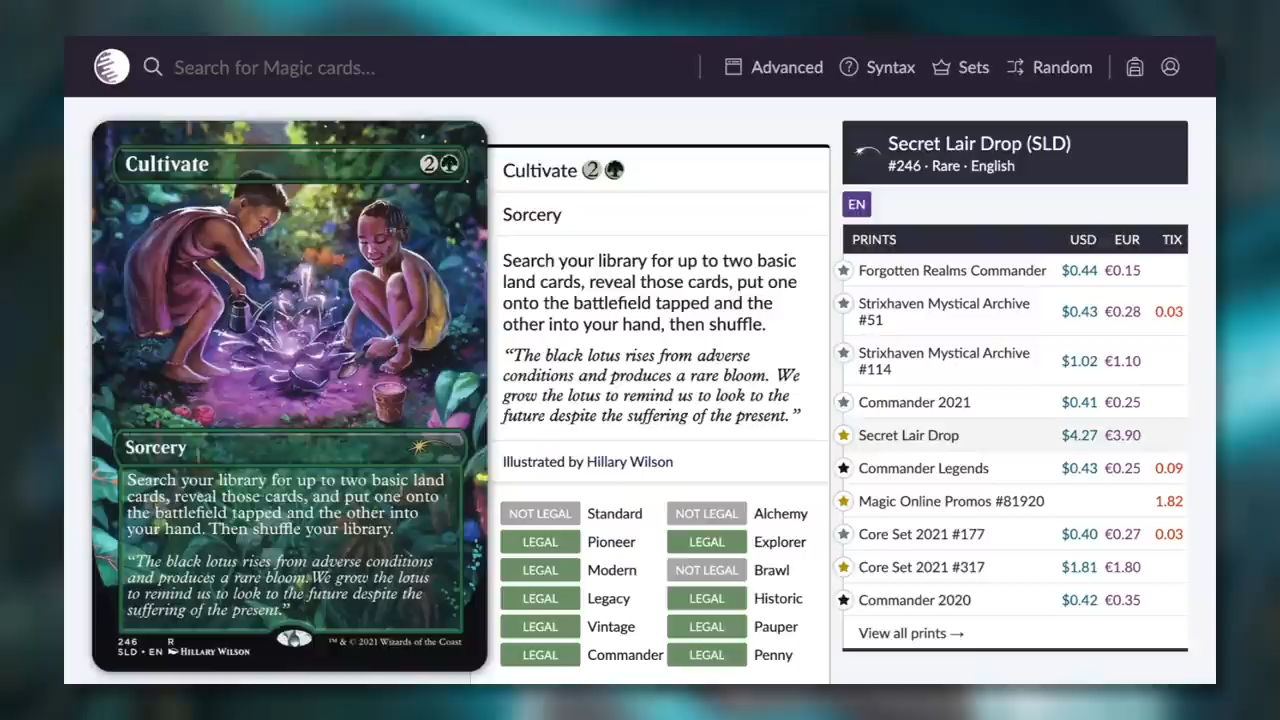 Search for Magic cards...
Advanced
Syntax
Sets
Random
Cultivate 2
Sorcery
Search your library for up to two basic land
cards, reveal those cards, and put one onto
the battlefield tapped and the other into
your hand. Then shuffle your library.
“The black lotus rises from adverse conditions
and produces a rare bloom. We grow the lotus
to remind us to look to the future despite the
suffering of the present.”
246 R
SLD • EN HILLARY WILSON
™ & © 2021 Wizards of the Coast
Cultivate 2
Sorcery
Search your library for up to two basic
land cards, reveal those cards, put one
onto the battlefield tapped and the
other into your hand, then shuffle.
“The black lotus rises from adverse
conditions and produces a rare bloom. We
grow the lotus to remind us to look to the
future despite the suffering of the present.”
Illustrated by Hillary Wilson
NOT LEGAL Standard NOT LEGAL Alchemy
LEGAL Pioneer LEGAL Explorer
LEGAL Modern NOT LEGAL Brawl
LEGAL Legacy LEGAL Historic
LEGAL Vintage LEGAL Pauper
LEGAL Commander LEGAL Penny
Secret Lair Drop (SLD)
#246 · Rare · English
EN
PRINTS USD EUR TIX
Forgotten Realms Commander $0.44 €0.15
Strixhaven Mystical Archive
#51 $0.43 €0.28 0.03
Strixhaven Mystical Archive
#114 $1.02 €1.10
Commander 2021 $0.41 €0.25
Secret Lair Drop $4.27 €3.90
Commander Legends $0.43 €0.25 0.09
Magic Online Promos #81920 1.82
Core Set 2021 #177 $0.40 €0.27 0.03
Core Set 2021 #317 $1.81 €1.80
Commander 2020 $0.42 €0.35
View all prints →